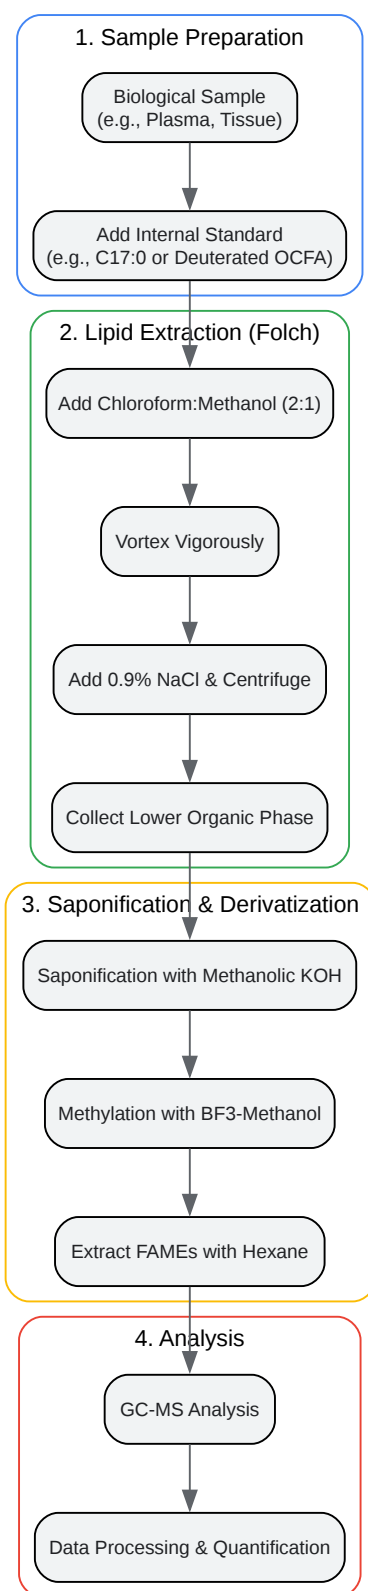 1. Sample Preparation
Biological Sample
(e.g., Plasma, Tissue)
Add Internal Standard
(e.g., C17:0 or Deuterated OCFA)
2. Lipid Extraction (Folch)
Add Chloroform:Methanol (2:1)
Vortex Vigorously
Add 0.9% NaCl & Centrifuge
Collect Lower Organic Phase
3. Saponification & Derivatization
Saponification with Methanolic KOH
Methylation with BF3-Methanol
Extract FAMEs with Hexane
4. Analysis
GC-MS Analysis
Data Processing & Quantification